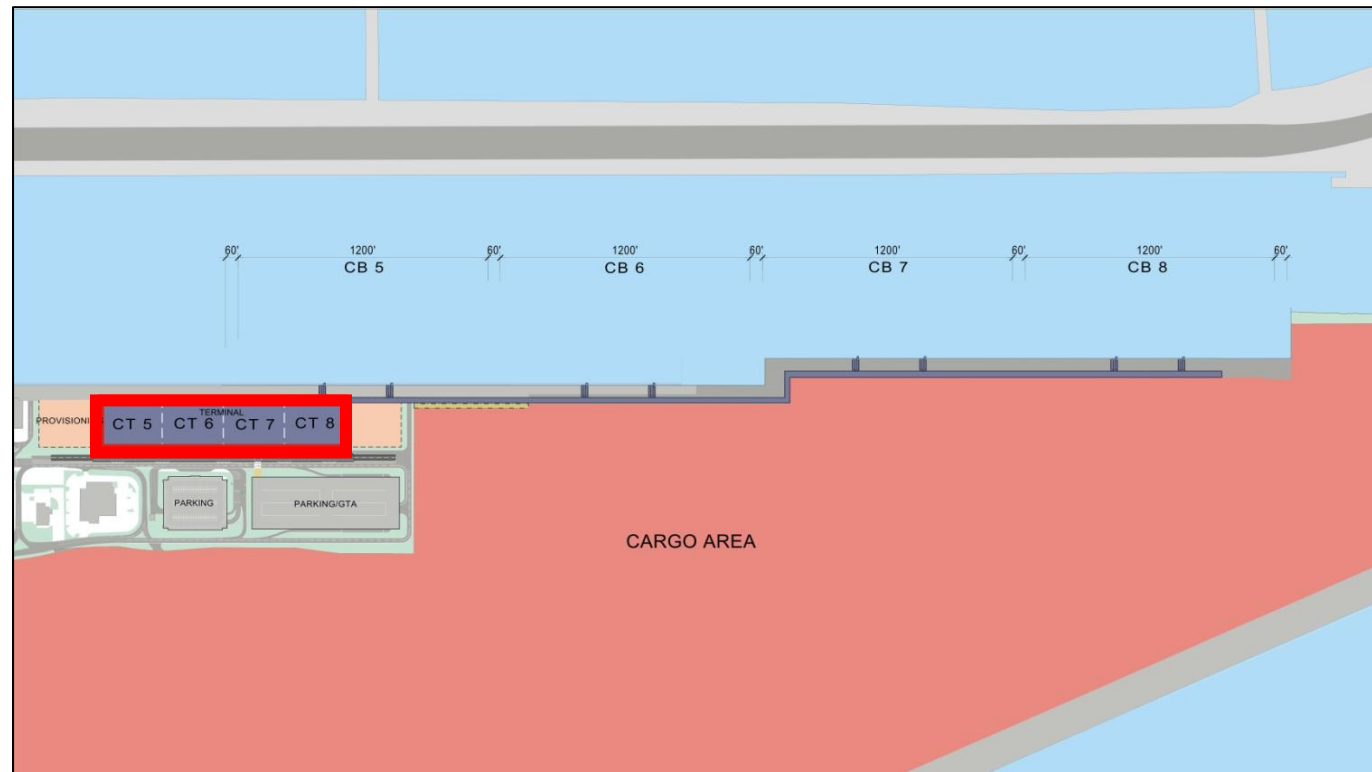 60' 1200' 60' 1200' 60' 1200' 60' 1200' 60'
CB 5 CB 6 CB 7 CB 8
TERMINAL
PROVISIONI CT 5 CT 6 CT 7 CT 8
PARKING PARKING/GTA
CARGO AREA